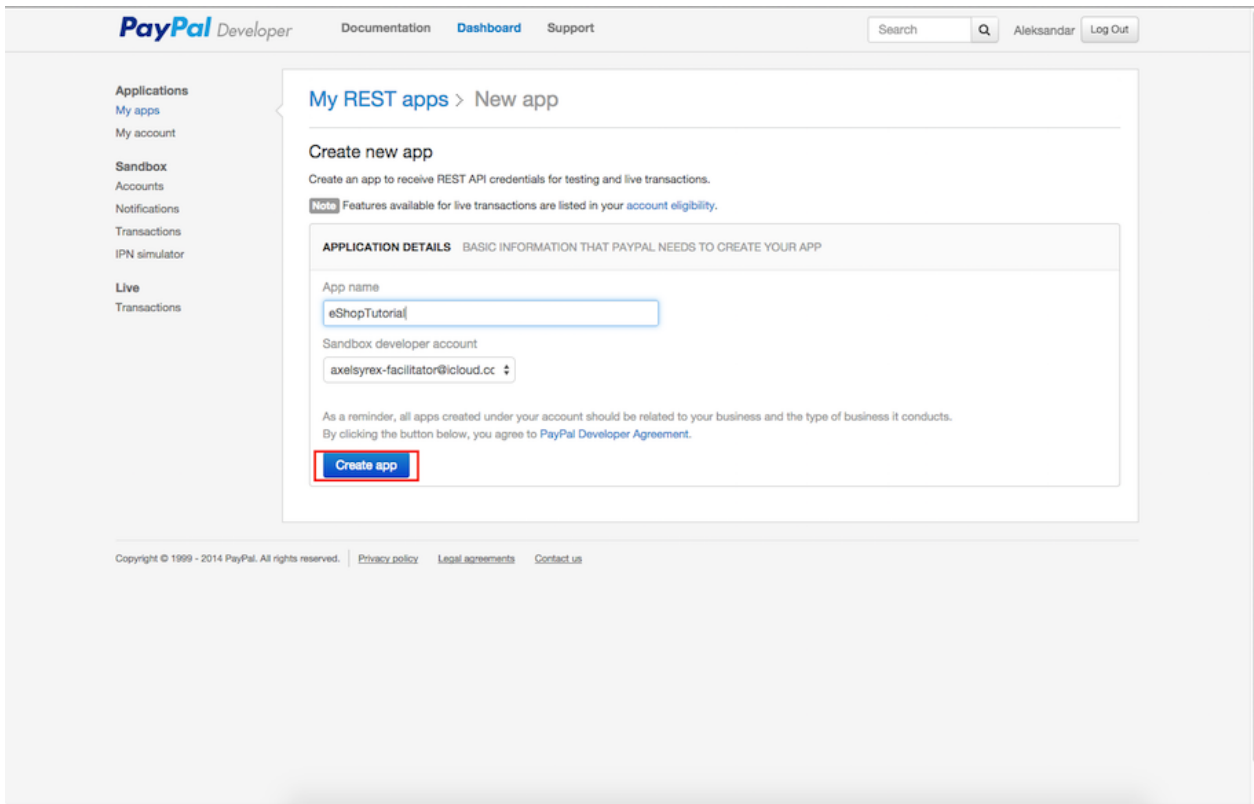 PayPal Developer
Documentation Dashboard Support
Search Aleksandar Log Out
Applications
My apps
My account
Sandbox
Accounts
Notifications
Transactions
IPN simulator
Live
Transactions
My REST apps > New app
Create new app
Create an app to receive REST API credentials for testing and live transactions.
Note Features available for live transactions are listed in your account eligibility.
APPLICATION DETAILS BASIC INFORMATION THAT PAYPAL NEEDS TO CREATE YOUR APP
App name
eShopTutorial
Sandbox developer account
axelsyrex-facilitator@icloud.cc
As a reminder, all apps created under your account should be related to your business and the type of business it conducts.
By clicking the button below, you agree to PayPal Developer Agreement.
Create app
Copyright © 1999 - 2014 PayPal. All rights reserved. Privacy policy Legal agreements Contact us